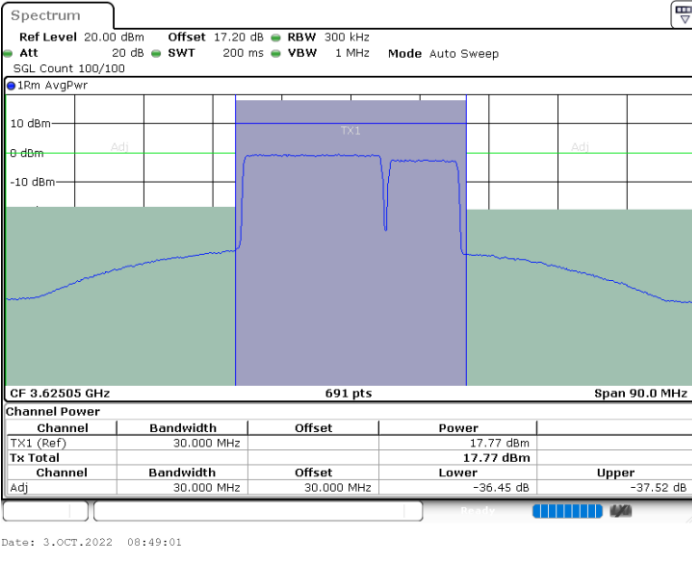 Spectrum
Ref Level 20.00 dBm Offset 17.20 dB RBW 300 kHz
Att 20 dB SWT 200 ms VBW 1 MHz Mode Auto Sweep
SGL Count 100/100
1Rm AvgPwr
10 dBm
TX1
Adj Adj
0 dBm
-10 dBm
CF 3.62505 GHz 691 pts Span 90.0 MHz
Channel Power
Channel Bandwidth Offset Power
TX1 (Ref) 30.000 MHz 17.77 dBm
Tx Total 17.77 dBm
Channel Bandwidth Offset Lower Upper
Adj 30.000 MHz 30.000 MHz -36.45 dB -37.52 dB
Ready
Date: 3.OCT.2022 08:49:01